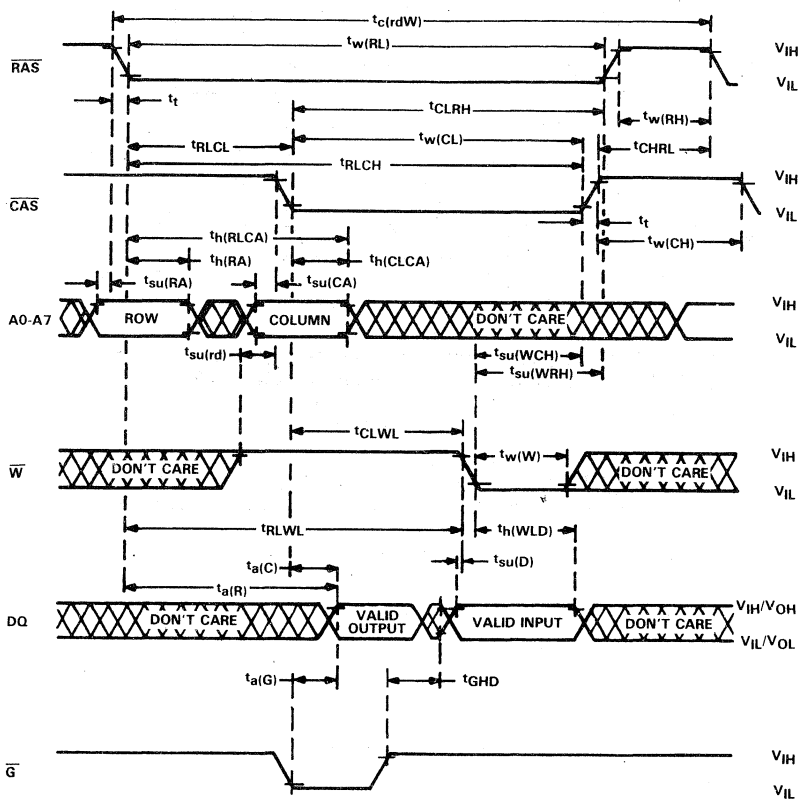 tc(rdW)
tw(RL)
VIH
RAS
VIL
tt
tCLRH
tw(RH)
tRLCL
tw(CL)
tCHRL
tRLCH
VIH
CAS
VIL
tt
th(RLCA)
tw(CH)
th(RA)
th(CLCA)
tsu(RA)
tsu(CA)
VIH
A0-A7
ROW
COLUMN
DON'T CARE
VIL
tsu(rd)
tsu(WCH)
tsu(WRH)
tCLWL
tw(W)
VIH
W
DON'T CARE
DON'T CARE
VIL
tRLWL
th(WLD)
ta(C)
tsu(D)
ta(R)
VIH/VOH
DQ
DON'T CARE
VALID
OUTPUT
VALID INPUT
DON'T CARE
VIL/VOL
ta(G)
tGHD
VIH
G
VIL